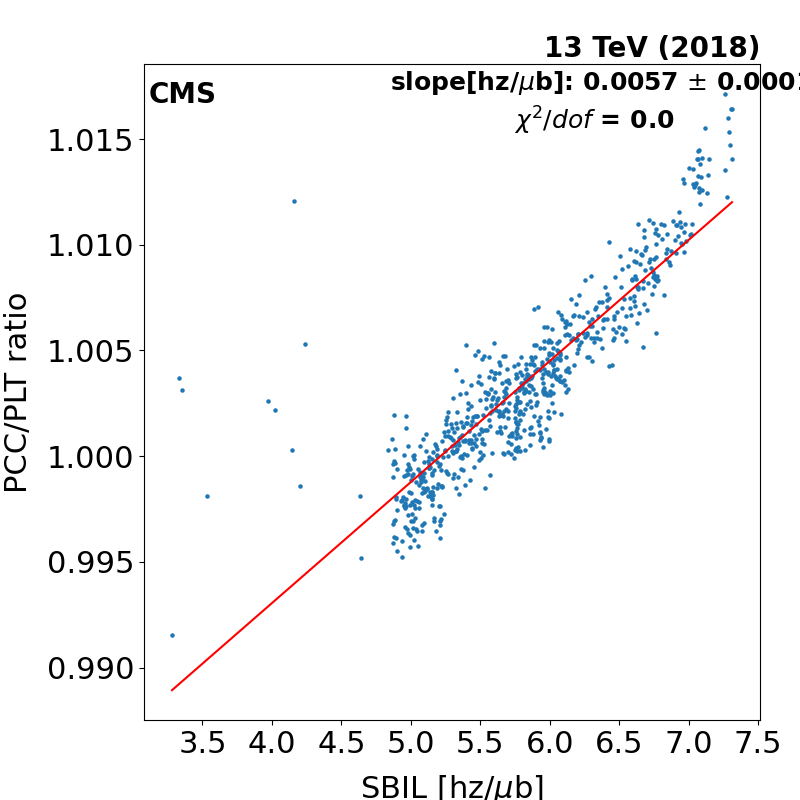 13 TeV (2018)
slope[hz/μb]: 0.0057 ± 0.0001
CMS
χ²/dof = 0.0
1.015
1.010
1.005
1.000
0.995
0.990
PCC/PLT ratio
3.5 4.0 4.5 5.0 5.5 6.0 6.5 7.0 7.5
SBIL [hz/μb]